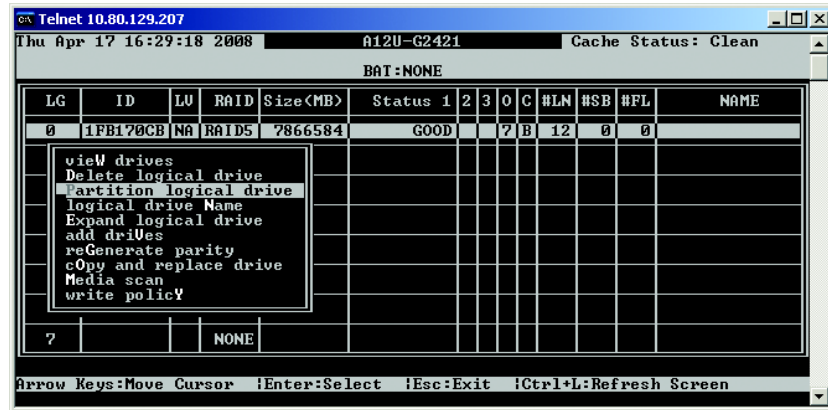 Telnet 10.80.129.207
Thu Apr 17 16:29:18 2008 A12U-G2421 Cache Status: Clean
BAT:NONE
LG ID LV RAID Size(MB) Status 1 2 3 O C #LN #SB #FL NAME
0 1FB170CB NA RAID5 7866584 GOOD 7 B 12 0 0
vieW drives
Delete logical drive
Partition logical drive
logical drive Name
Expand logical drive
add driVes
reGenerate parity
cOpy and replace drive
Media scan
write policY
7 NONE
Arrow Keys:Move Cursor |Enter:Select |Esc:Exit |Ctrl+L:Refresh Screen